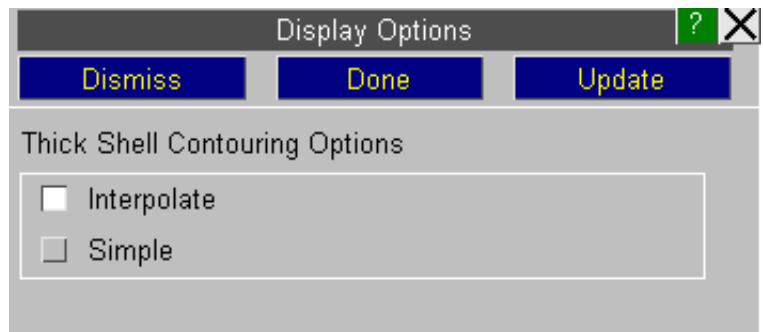 Display Options ?
Dismiss Done Update
Thick Shell Contouring Options
Interpolate
Simple